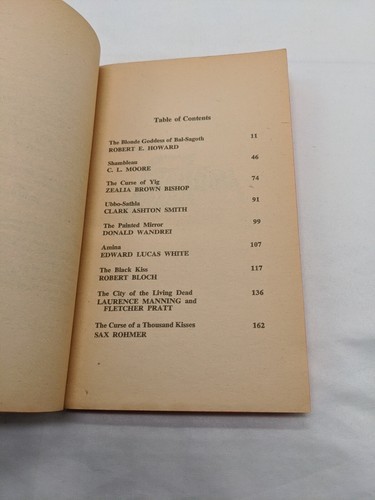 Table of Contents
The Blonde Goddess of Bal-Sagoth 11
ROBERT E. HOWARD
Shambleau 46
C. L. MOORE
The Curse of Yig 74
ZEALIA BROWN BISHOP
Ubbo-Sathla 91
CLARK ASHTON SMITH
The Painted Mirror 99
DONALD WANDREI
Amina 107
EDWARD LUCAS WHITE
The Black Kiss 117
ROBERT BLOCH
The City of the Living Dead 136
LAURENCE MANNING and
FLETCHER PRATT
The Curse of a Thousand Kisses 162
SAX ROHMER